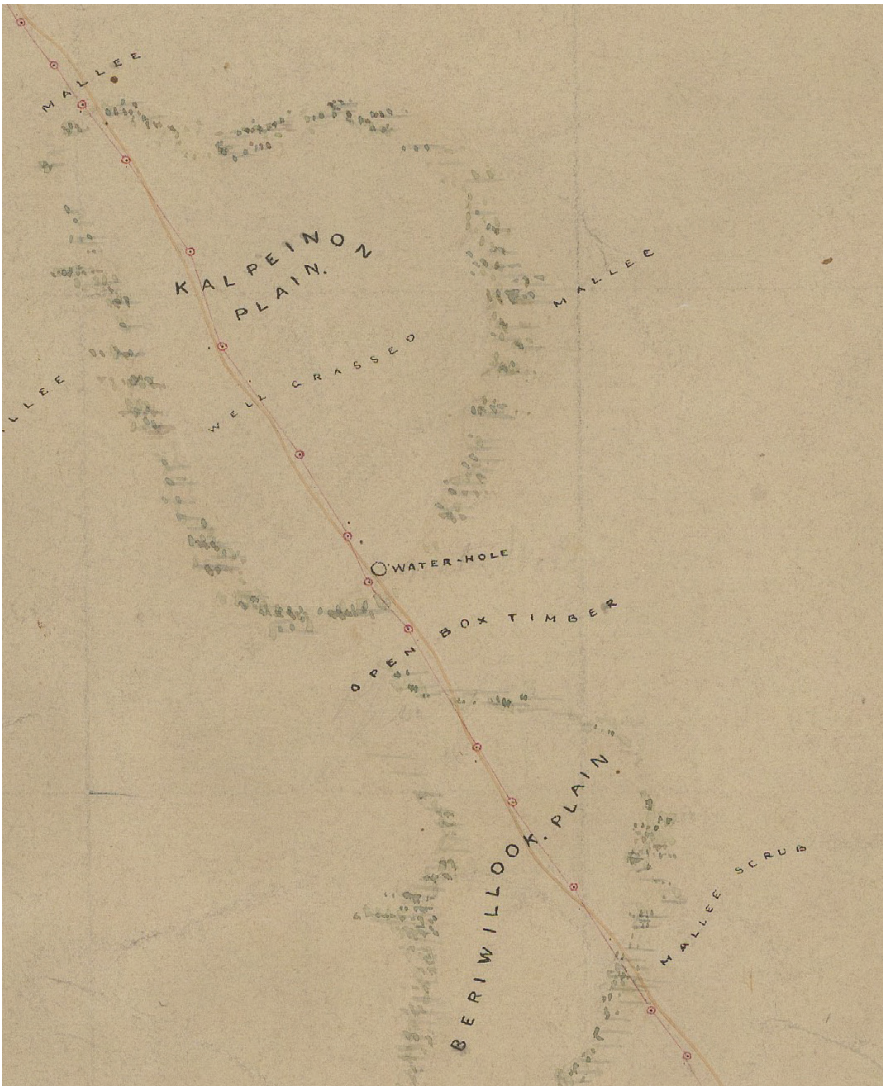 MALLEE
KALPEINON
PLAIN.
MALLEE
WELL GRASSED
LLEE
WATER-HOLE
OPEN BOX TIMBER
BERIWILLOOK. PLAIN
MALLEE SCRUB